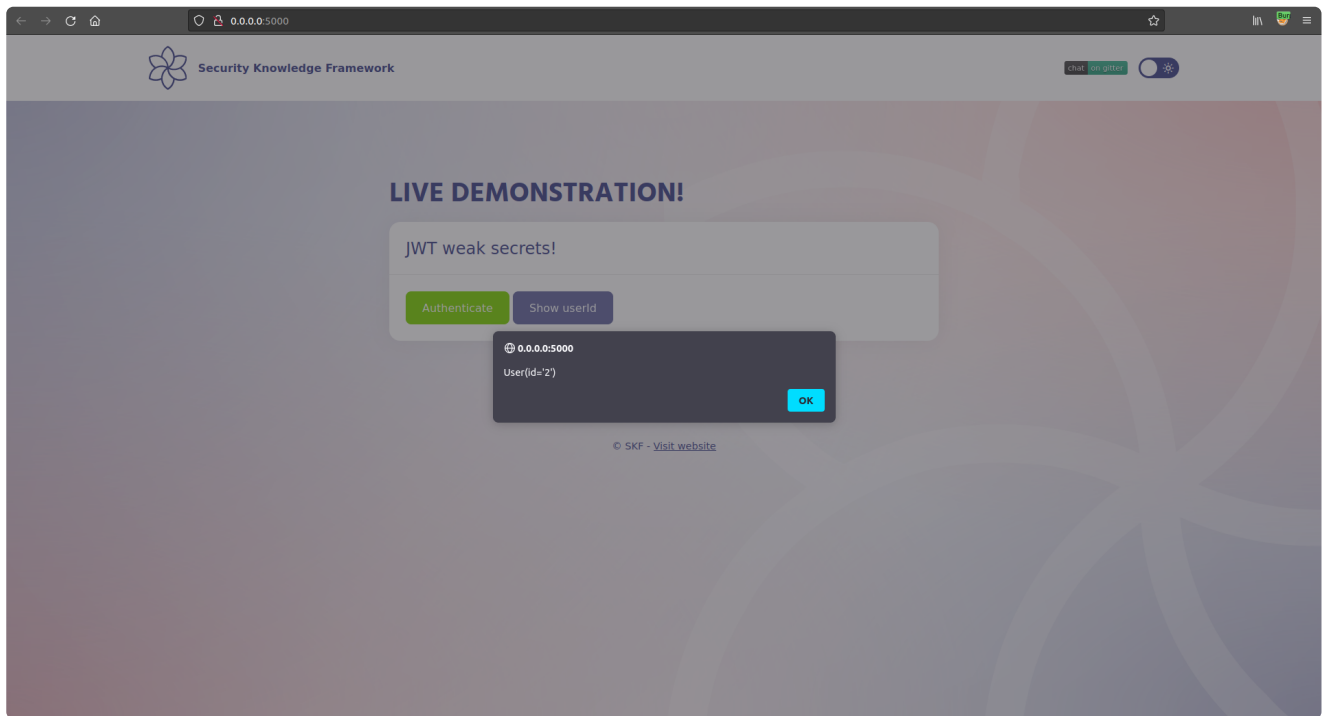 0.0.0.0:5000
Bur
Security Knowledge Framework
chat on gitter
LIVE DEMONSTRATION!
JWT weak secrets!
Authenticate Show userId
0.0.0.0:5000
User(id='2')
OK
© SKF - Visit website